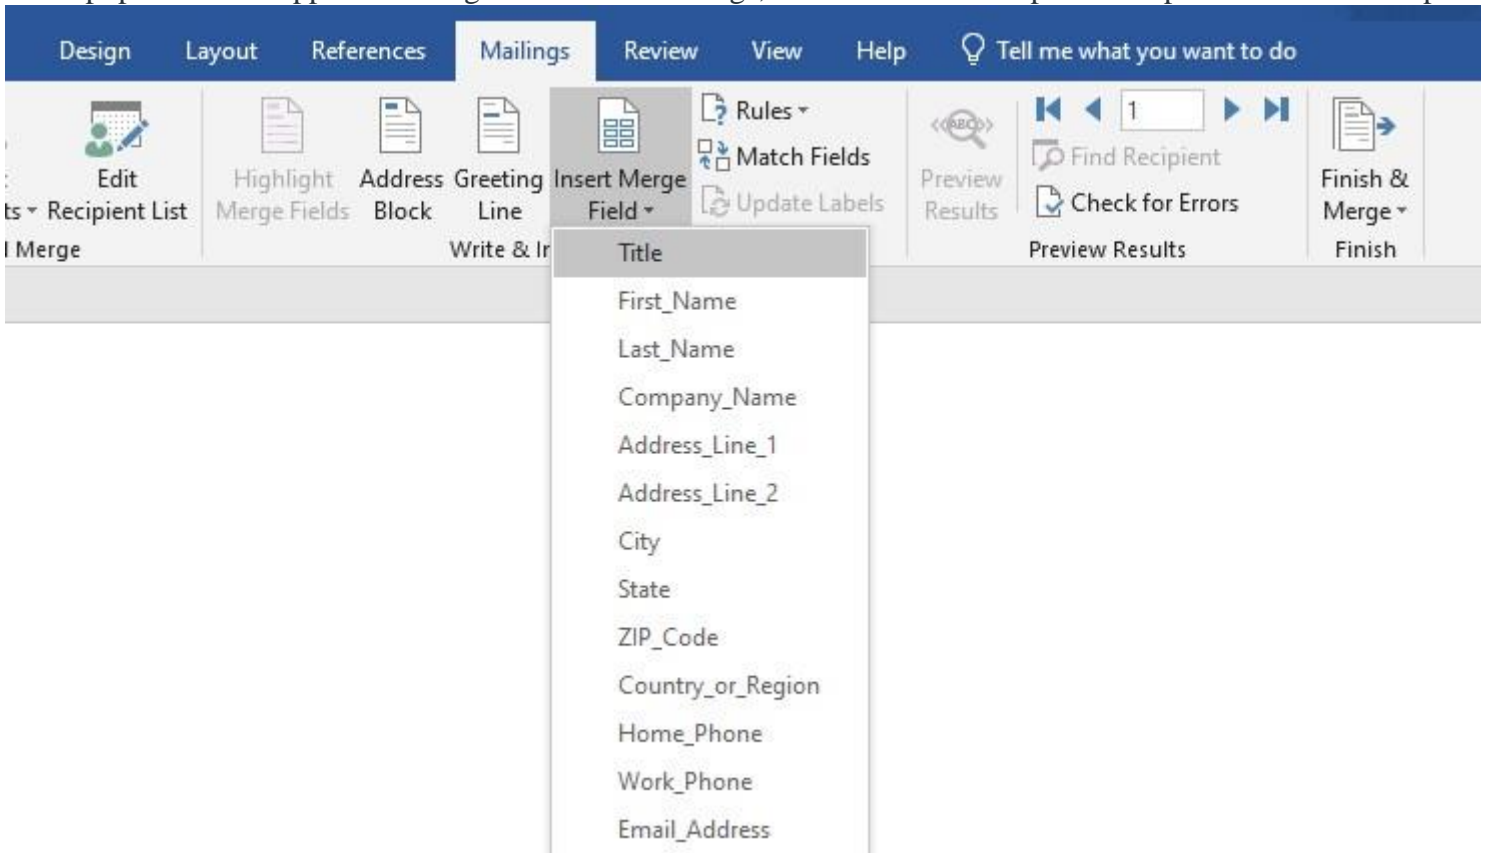 Design Layout References Mailings Review View Help Tell me what you want to do
Edit Recipient List
Highlight Merge Fields
Address Block
Greeting Line
Insert Merge Field
Rules
Match Fields
Update Labels
Preview Results
1
Find Recipient
Check for Errors
Finish & Merge
Merge
Write & In
Preview Results
Finish
Title
First_Name
Last_Name
Company_Name
Address_Line_1
Address_Line_2
City
State
ZIP_Code
Country_or_Region
Home_Phone
Work_Phone
Email_Address